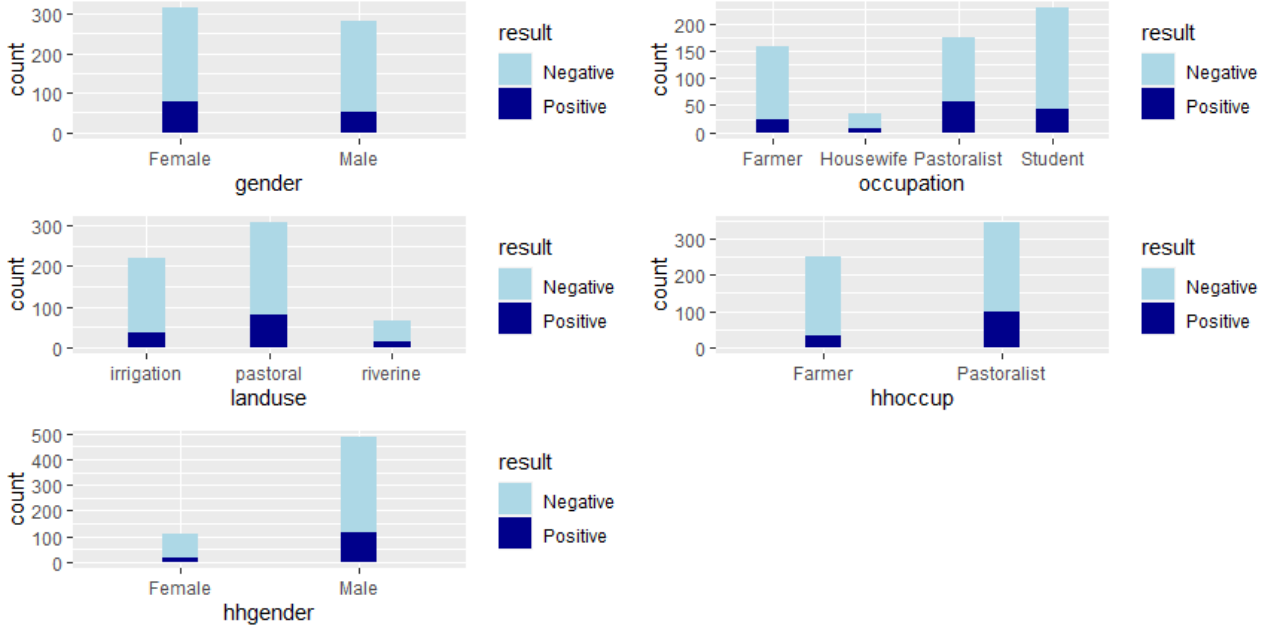 300
200
100
0
count
Female Male
gender
result
Negative
Positive
200
150
100
50
0
count
Farmer Housewife Pastoralist Student
occupation
result
Negative
Positive
300
200
100
0
count
irrigation pastoral riverine
landuse
result
Negative
Positive
300
200
100
0
count
Farmer Pastoralist
hhoccup
result
Negative
Positive
500
400
300
200
100
0
count
Female Male
hhgender
result
Negative
Positive